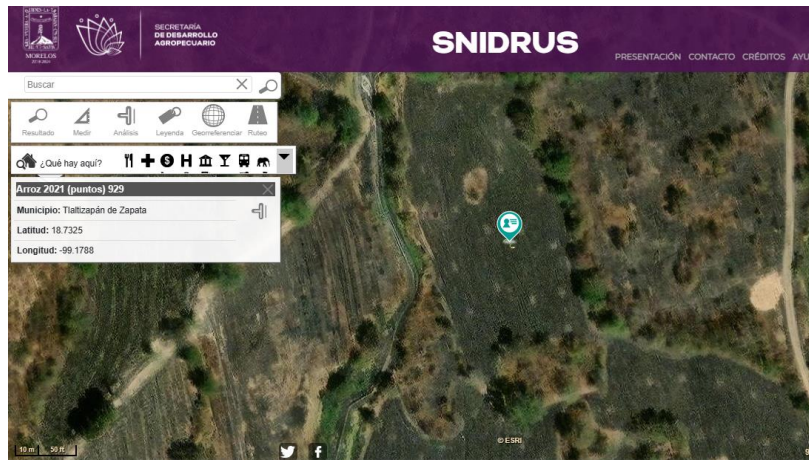 MORELOS
SECRETARÍA
DE DESARROLLO
AGROPECUARIO
SNIDRUS
PRESENTACIÓN CONTACTO CRÉDITOS AYU
Buscar
Resultado Medir Análisis Leyenda Georreferenciar Ruteo
¿Qué hay aquí?
Arroz 2021 (puntos) 929
Municipio: Tlaltizapán de Zapata
Latitud: 18.7325
Longitud: -99.1788
10 m 50 ft
© ESRI